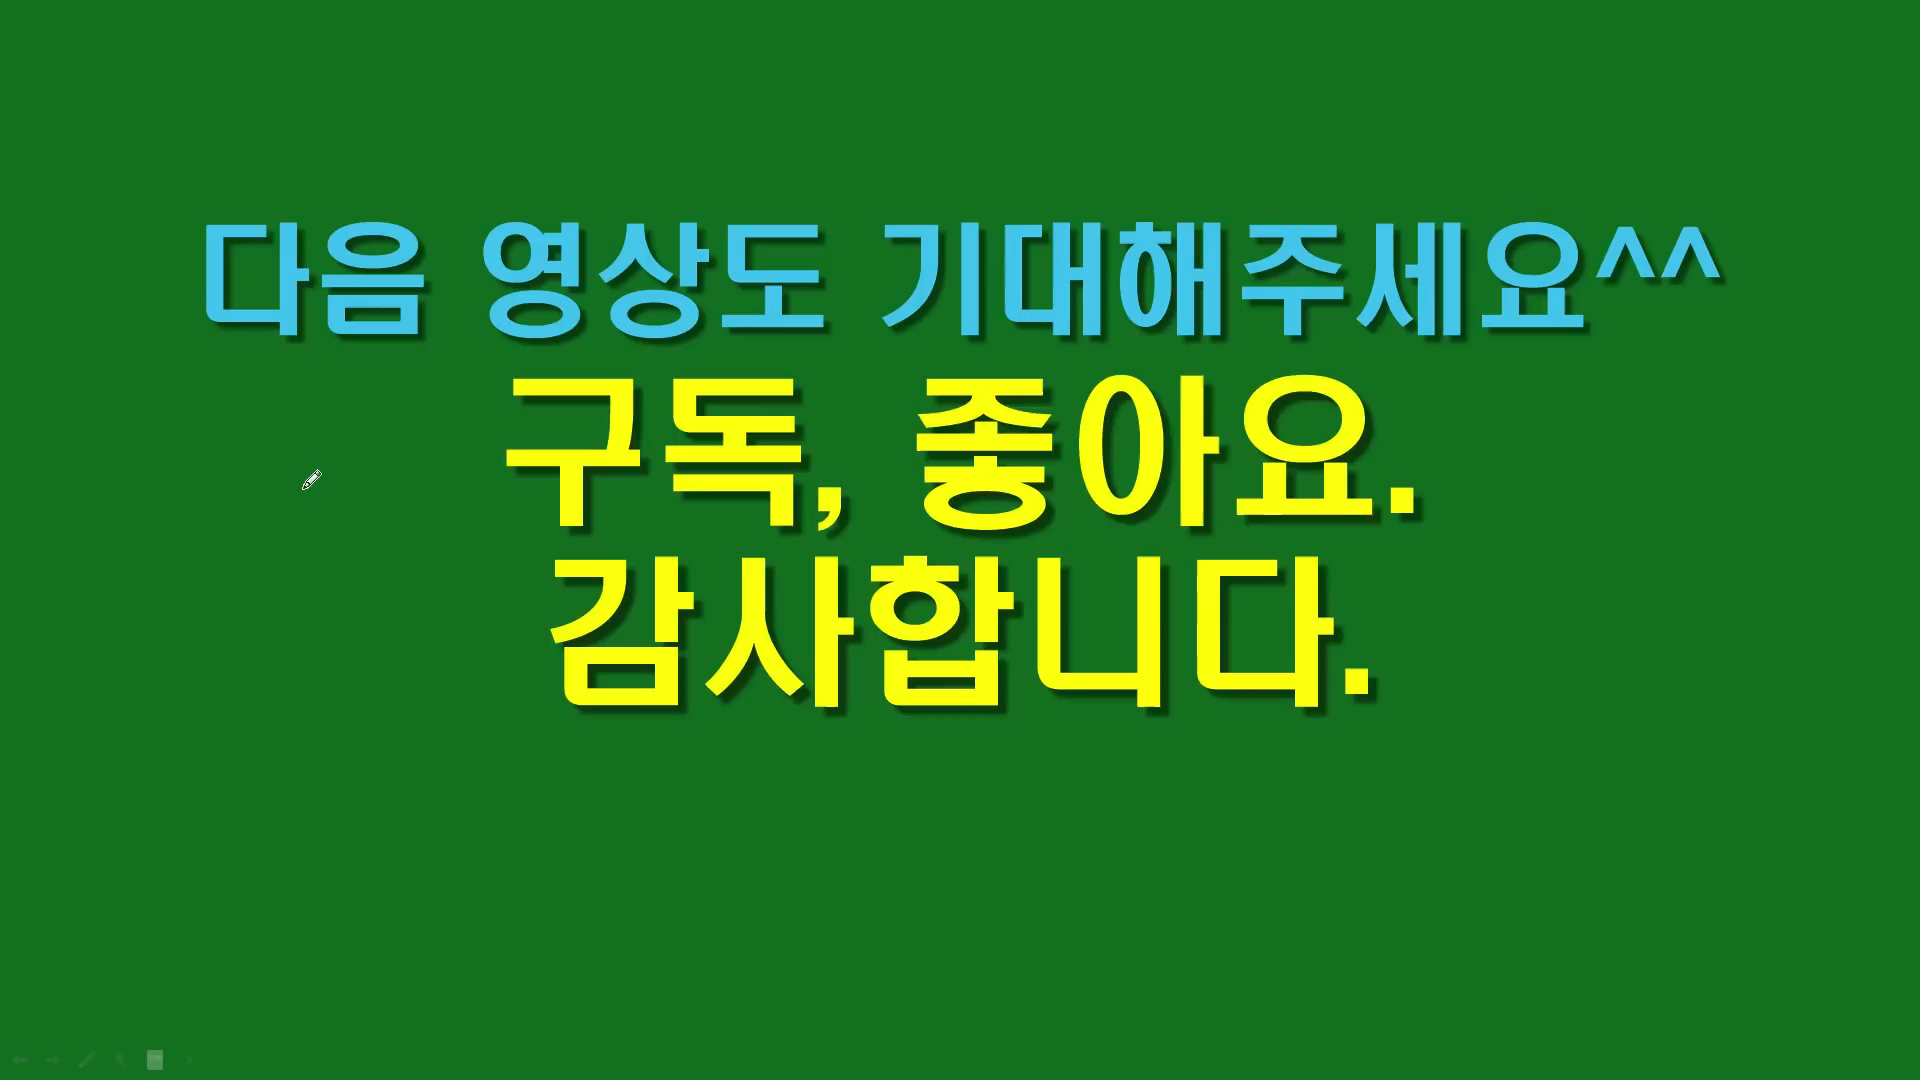 다음 영상도 기대해주세요^^
구독, 좋아요.
감사합니다.